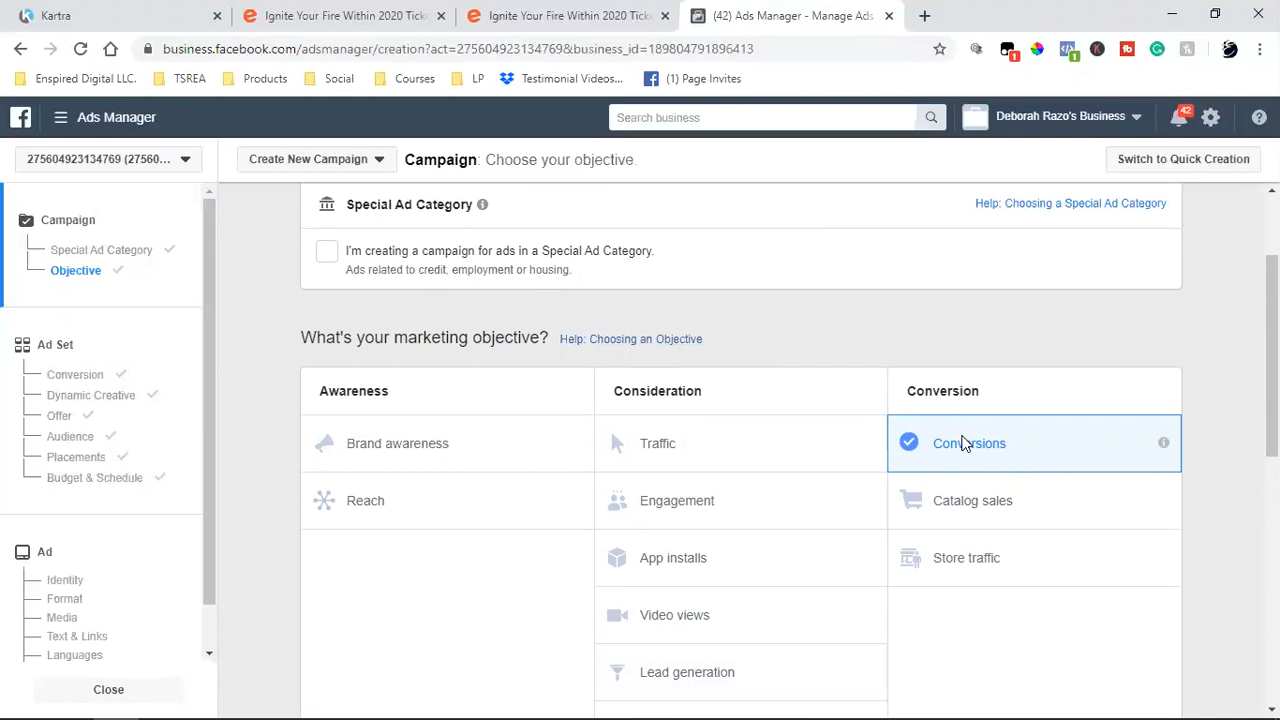 Kartra
Ignite Your Fire Within 2020 Ticke
Ignite Your Fire Within 2020 Ticke
(42) Ads Manager - Manage Ads
business.facebook.com/adsmanager/creation?act=275604923134769&business_id=189804791896413
1
1
Enspired Digital LLC.
TSREA
Products
Social
Courses
LP
Testimonial Videos...
(1) Page Invites
Ads Manager
Search business
Deborah Razo's Business
42
275604923134769 (27560...
Create New Campaign
Campaign: Choose your objective.
Switch to Quick Creation
Campaign
Special Ad Category
Objective
Ad Set
Conversion
Dynamic Creative
Offer
Audience
Placements
Budget & Schedule
Ad
Identity
Format
Media
Text & Links
Languages
Close
Special Ad Category
Help: Choosing a Special Ad Category
I'm creating a campaign for ads in a Special Ad Category.
Ads related to credit, employment or housing.
What's your marketing objective?
Help: Choosing an Objective
Awareness
Consideration
Conversion
Brand awareness
Traffic
Conversions
Reach
Engagement
Catalog sales
App installs
Store traffic
Video views
Lead generation